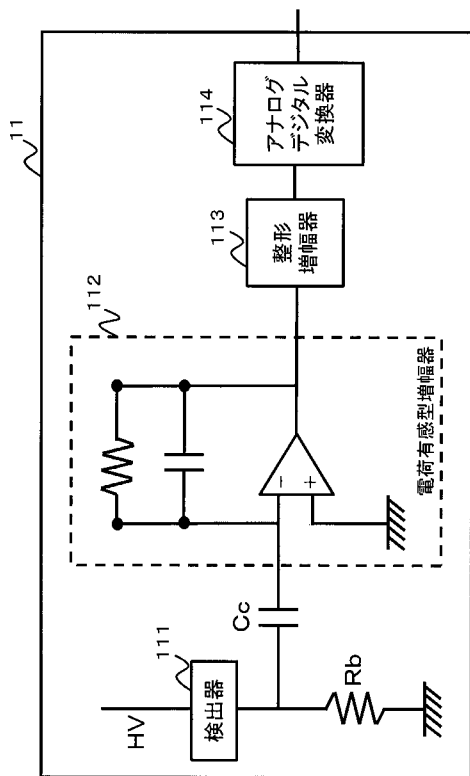 11
HV
111
検出器
Rb
Cc
112
−
+
電荷有感型増幅器
113
整形
増幅器
114
アナログ
デジタル
変換器